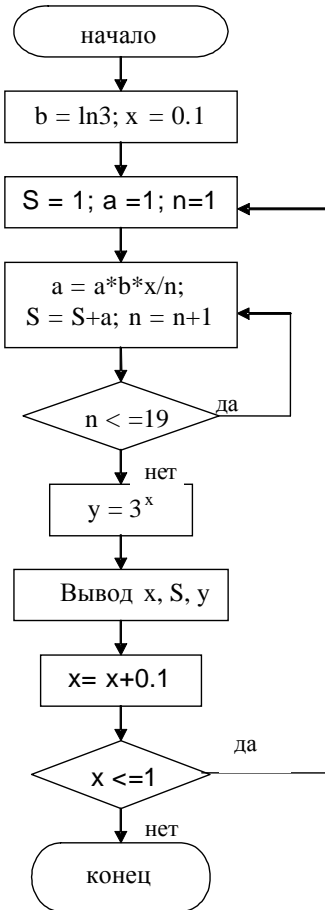 начало
b = ln3; x = 0.1
S = 1; a =1; n=1
a = a*b*x/n;
S = S+a; n = n+1
n < =19
да
нет
y = 3^x
Вывод x, S, y
x= x+0.1
да
x <=1
нет
конец